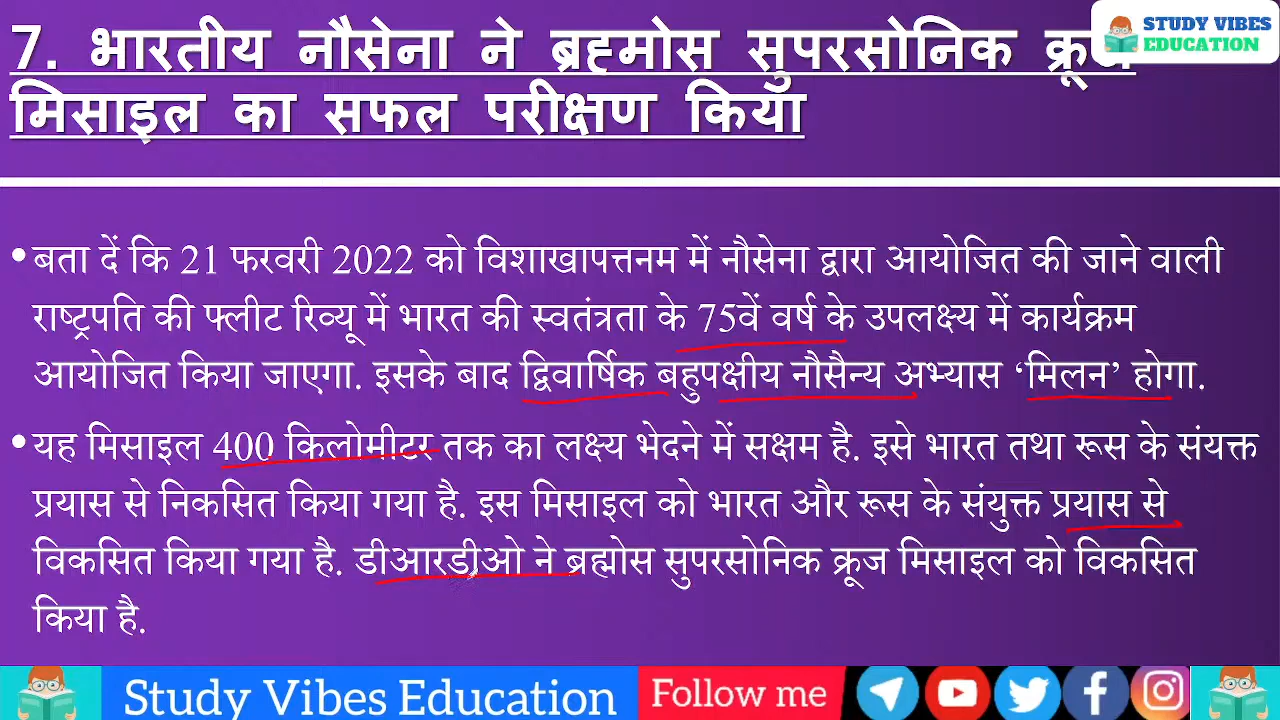 7. भारतीय नौसेना ने ब्रह्मोस सुपरसोनिक क्रूज
मिसाइल का सफल परीक्षण किया
STUDY VIBES
EDUCATION
•बता दें कि 21 फरवरी 2022 को विशाखापत्तनम में नौसेना द्वारा आयोजित की जाने वाली
राष्ट्रपति की फ्लीट रिव्यू में भारत की स्वतंत्रता के 75वें वर्ष के उपलक्ष्य में कार्यक्रम
आयोजित किया जाएगा. इसके बाद द्विवार्षिक बहुपक्षीय नौसैन्य अभ्यास ‘मिलन’ होगा.
•यह मिसाइल 400 किलोमीटर तक का लक्ष्य भेदने में सक्षम है. इसे भारत तथा रूस के संयक्त
प्रयास से निकसित किया गया है. इस मिसाइल को भारत और रूस के संयुक्त प्रयास से
विकसित किया गया है. डीआरडीओ ने ब्रह्मोस सुपरसोनिक क्रूज मिसाइल को विकसित
किया है.
Study Vibes Education
Follow me